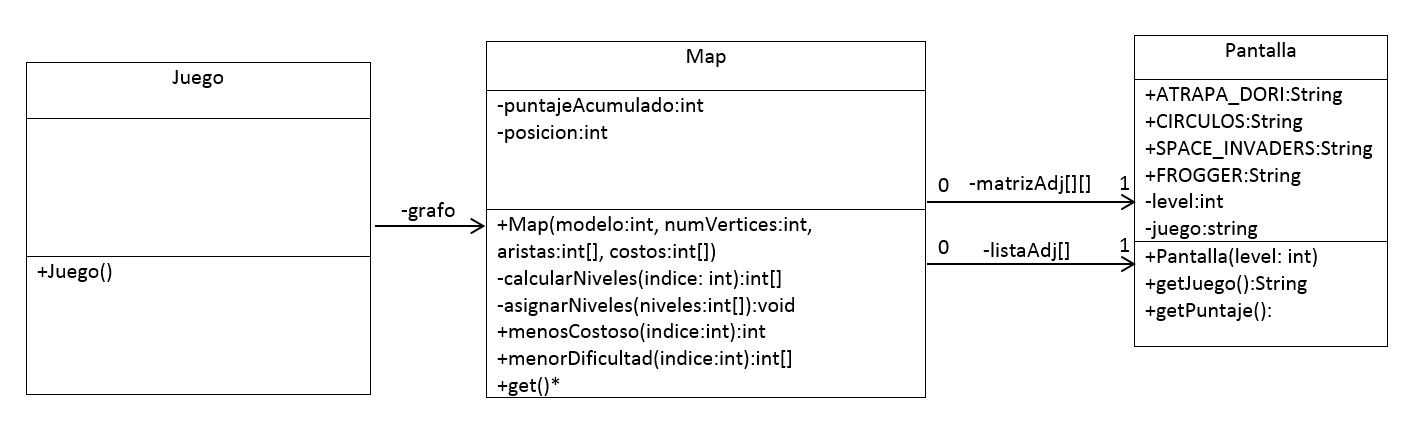 Juego
+Juego()
-grafo
Map
-puntajeAcumulado:int
-posicion:int
+Map(modelo:int, numVertices:int,
aristas:int[], costos:int[])
-calcularNiveles(indice: int):int[]
-asignarNiveles(niveles:int[]):void
+menosCostoso(indice:int):int
+menorDificultad(indice:int):int[]
+get()*
0 -matrizAdj[][] 1
0 -listaAdj[] 1
Pantalla
+ATRAPA_DORI:String
+CIRCULOS:String
+SPACE_INVADERS:String
+FROGGER:String
-level:int
-juego:string
+Pantalla(level: int)
+getJuego():String
+getPuntaje():